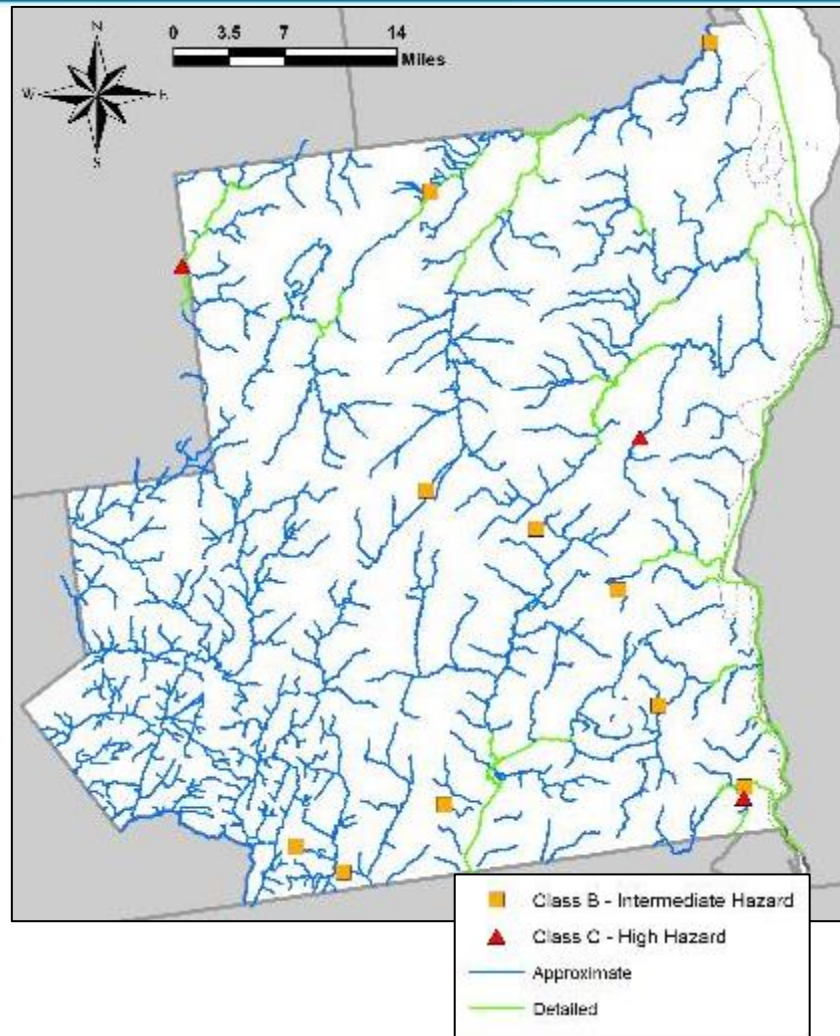 N
W E
S
0 3.5 7 14
Miles
Class B - Intermediate Hazard
Class C - High Hazard
Approximate
Detailed